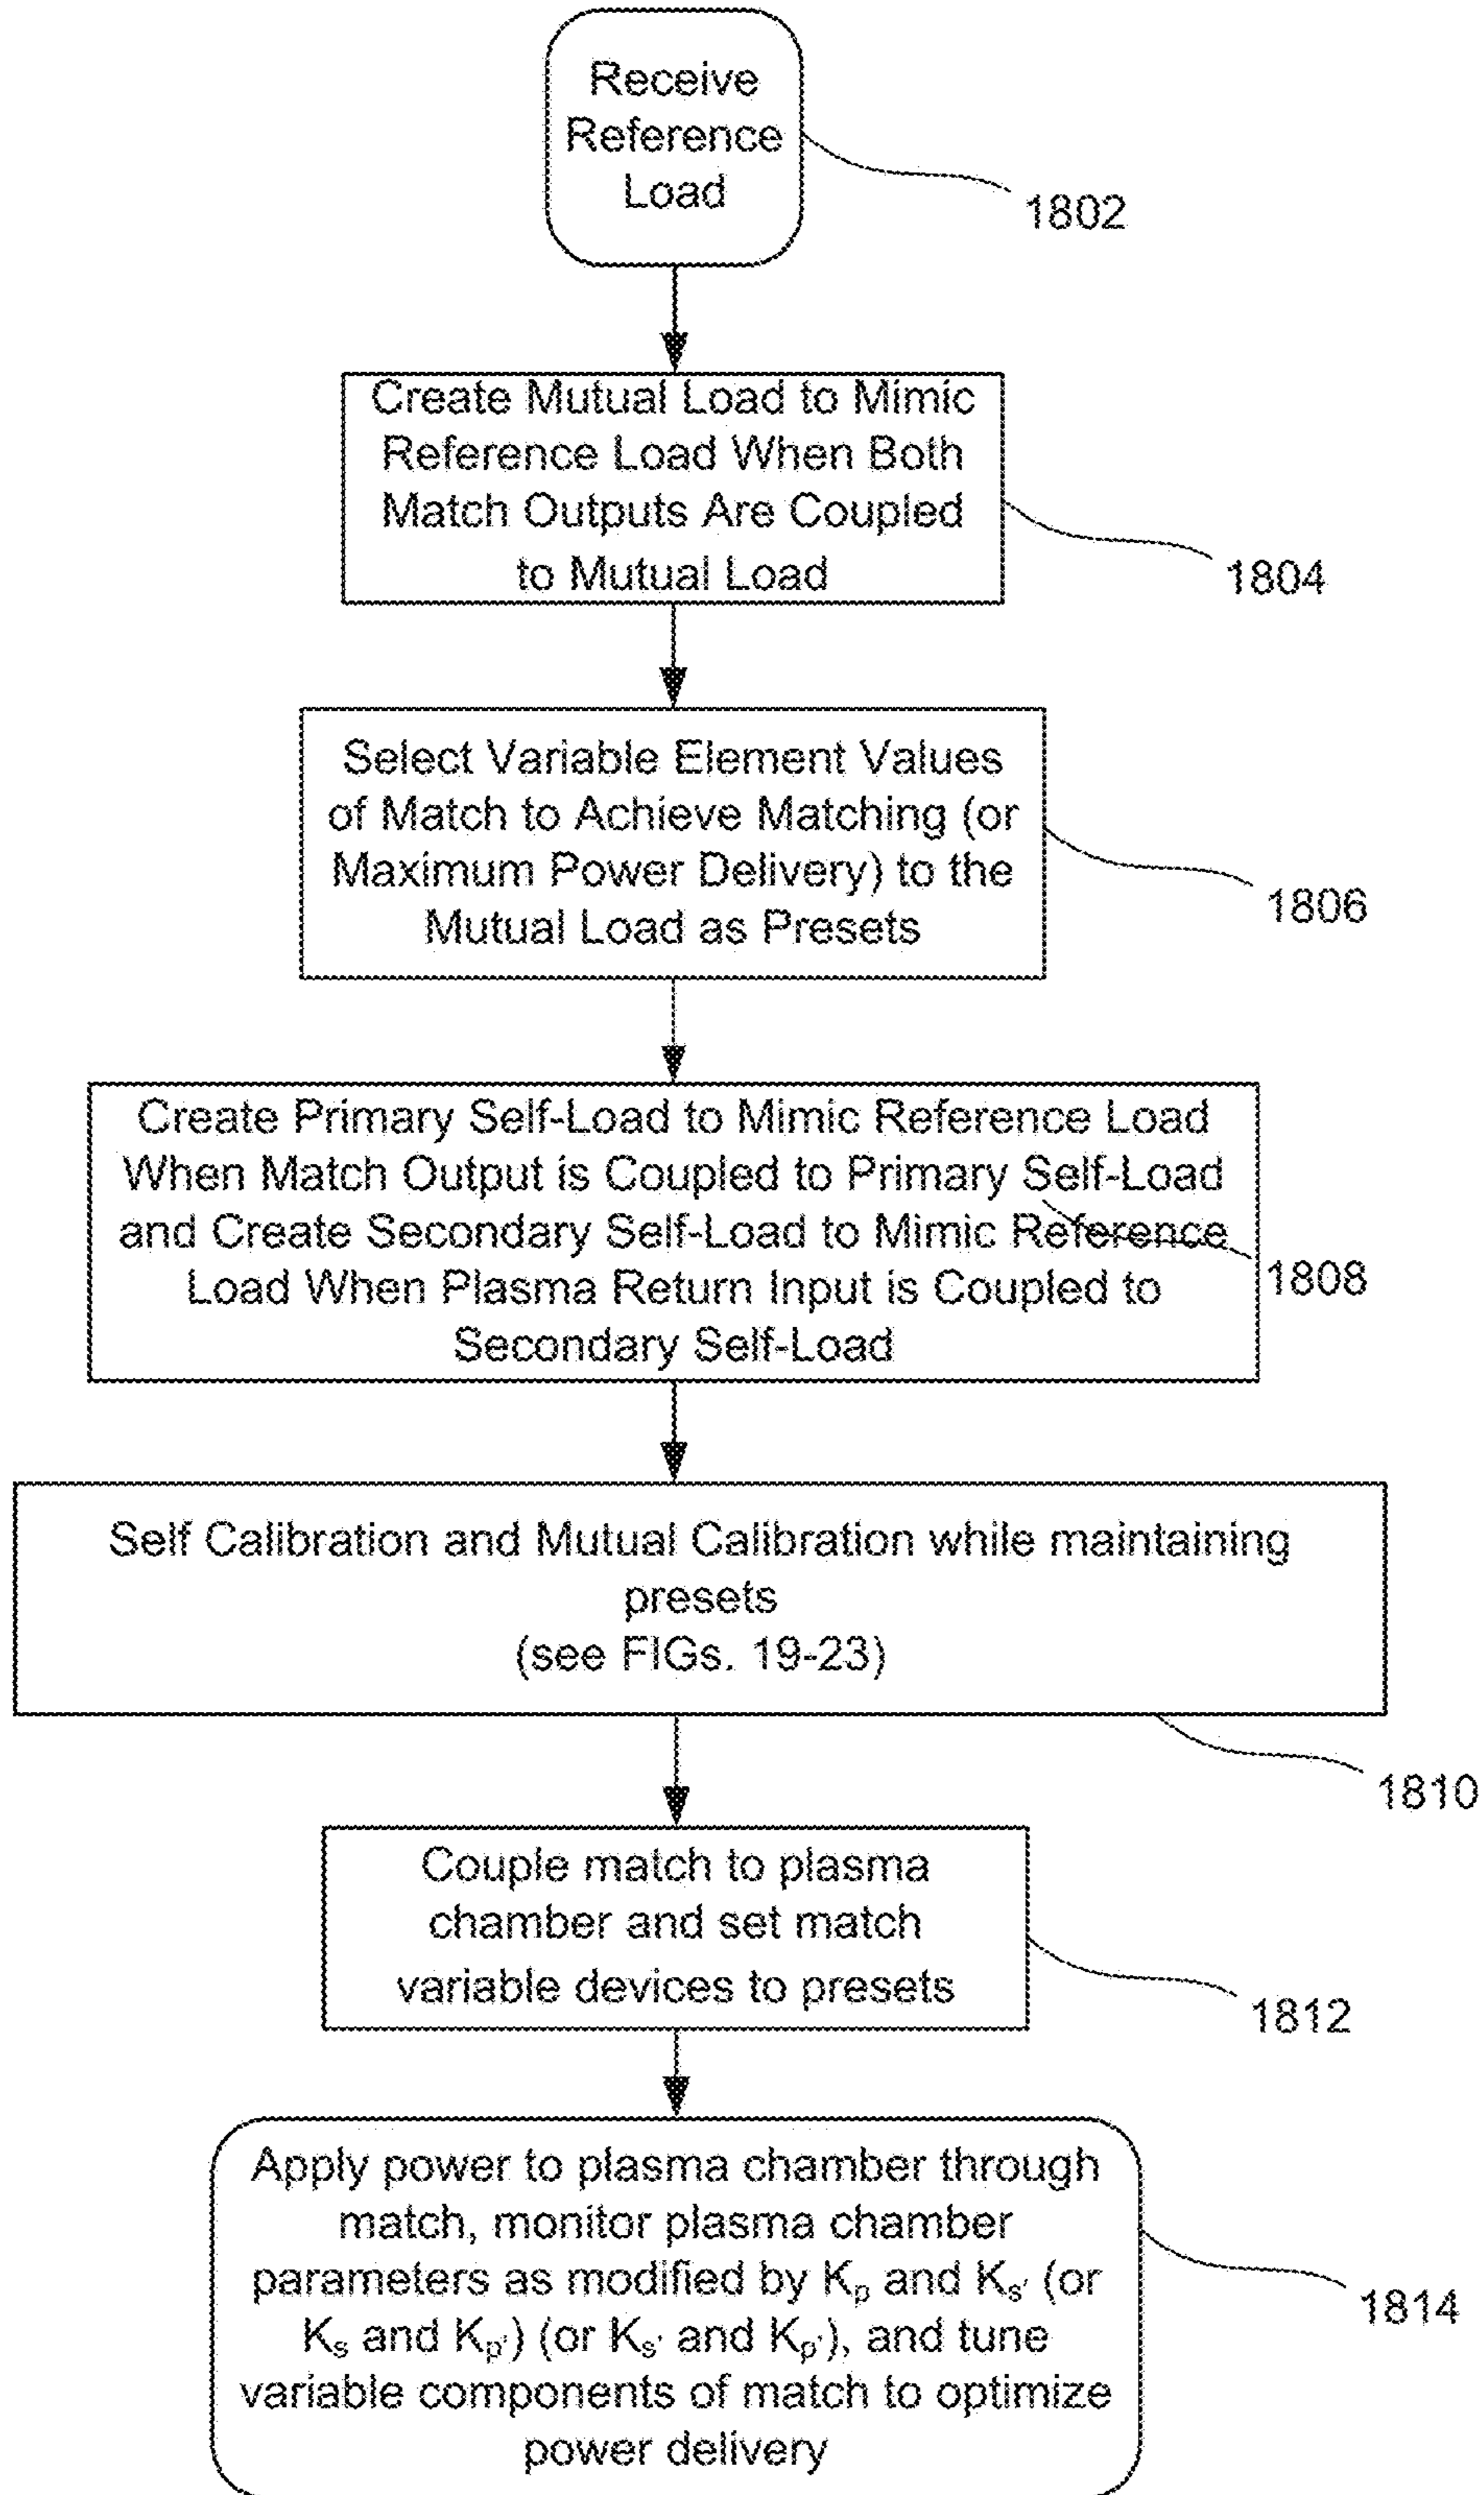 Receive
Reference
Load
1802
Create Mutual Load to Mimic
Reference Load When Both
Match Outputs Are Coupled
to Mutual Load
1804
Select Variable Element Values
of Match to Achieve Matching (or
Maximum Power Delivery) to the
Mutual Load as Presets
1806
Create Primary Self-Load to Mimic Reference Load
When Match Output is Coupled to Primary Self-Load
and Create Secondary Self-Load to Mimic Reference
Load When Plasma Return Input is Coupled to
Secondary Self-Load
1808
Self Calibration and Mutual Calibration while maintaining
presets
(see FIGs. 19-23)
1810
Couple match to plasma
chamber and set match
variable devices to presets
1812
Apply power to plasma chamber through
match, monitor plasma chamber
parameters as modified by Kp and Ks' (or
Ks and Kp') (or Ks' and Kp'), and tune
variable components of match to optimize
power delivery
1814